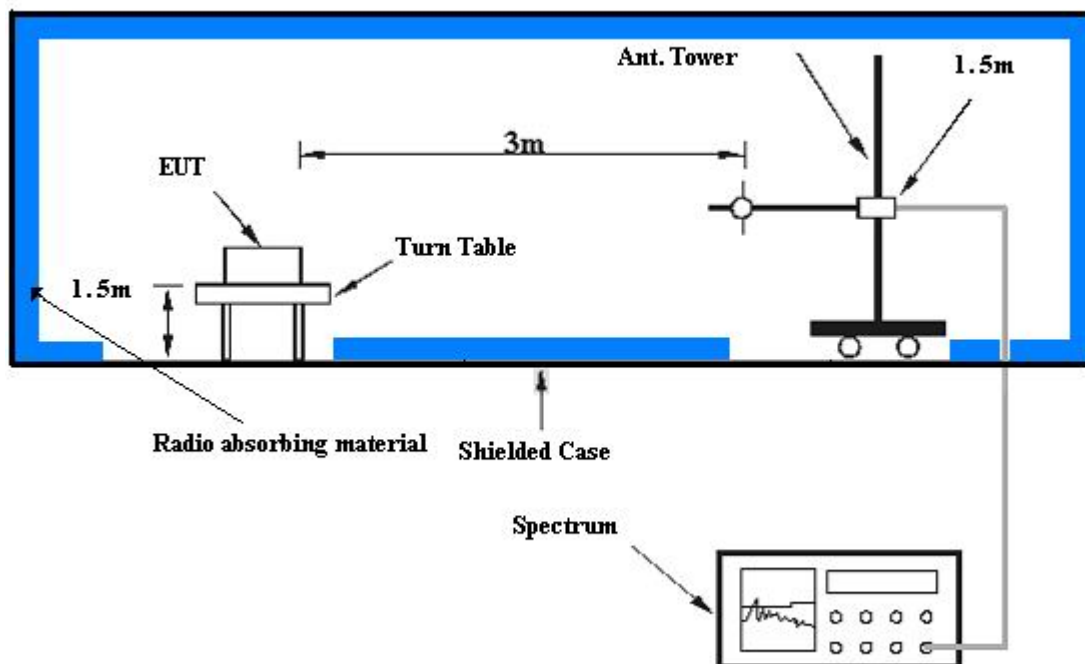 Ant. Tower
1.5m
3m
EUT
Turn Table
1.5m
Radio absorbing material
Shielded Case
Spectrum